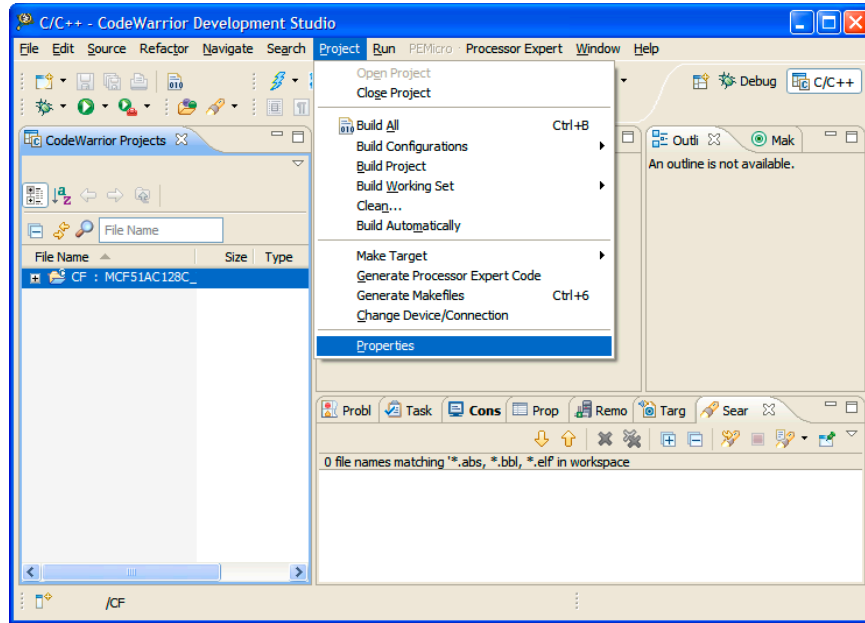 C/C++ - CodeWarrior Development Studio
File Edit Source Refactor Navigate Search Project Run PEMicro Processor Expert Window Help
Debug C/C++
Open Project
Close Project
Build All Ctrl+B
Build Configurations
Build Project
Build Working Set
Clean...
Build Automatically
Make Target
Generate Processor Expert Code
Generate Makefiles Ctrl+6
Change Device/Connection
Properties
CodeWarrior Projects
File Name
File Name Size Type
CF : MCF51AC128C_
Outli Mak
An outline is not available.
Probl Task Cons Prop Remo Targ Sear
0 file names matching '*.abs, *.bbl, *.elf' in workspace
/CF